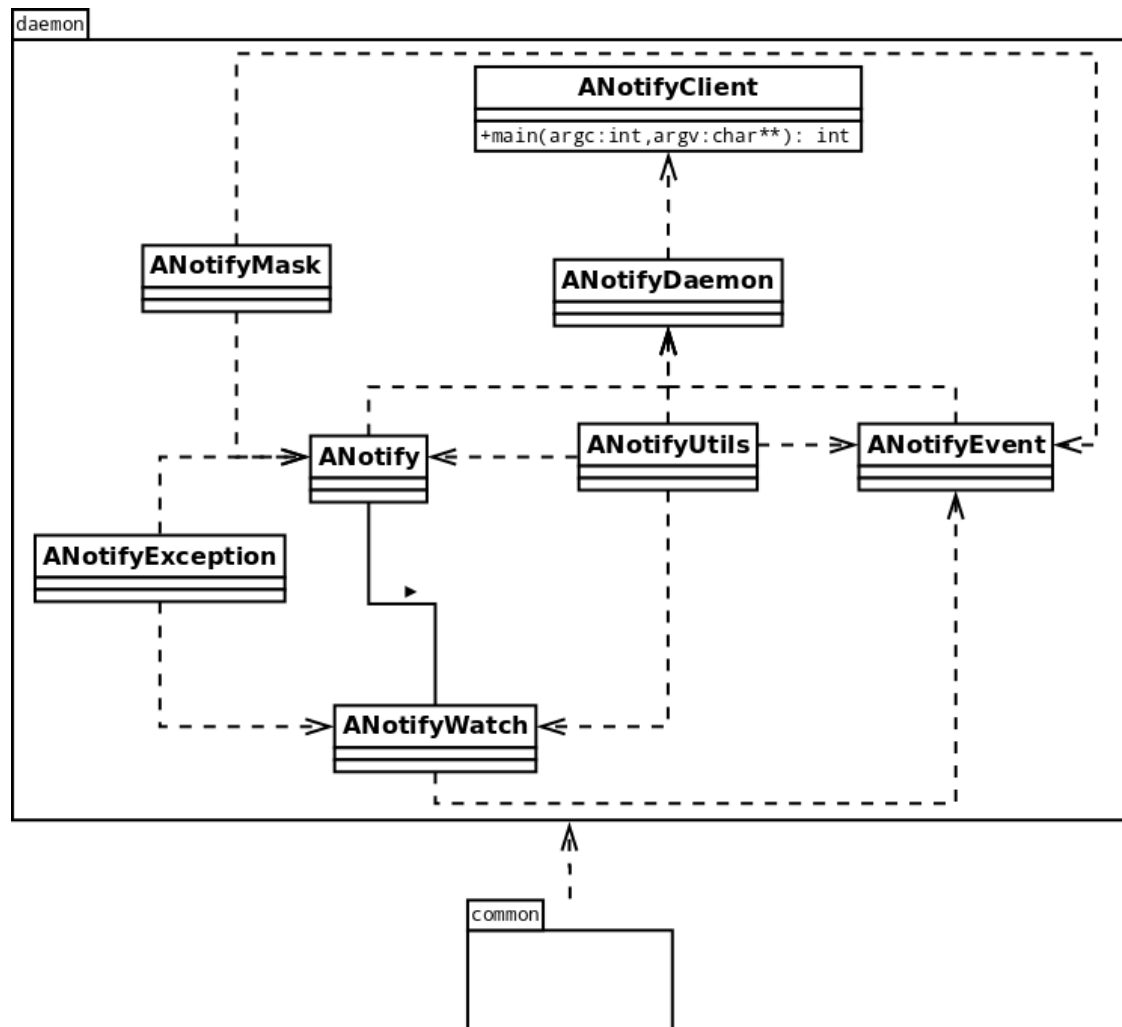 daemon
ANotifyClient
+main(argc:int,argv:char**): int
ANotifyMask
ANotifyDaemon
ANotify
ANotifyUtils
ANotifyEvent
ANotifyException
ANotifyWatch
common